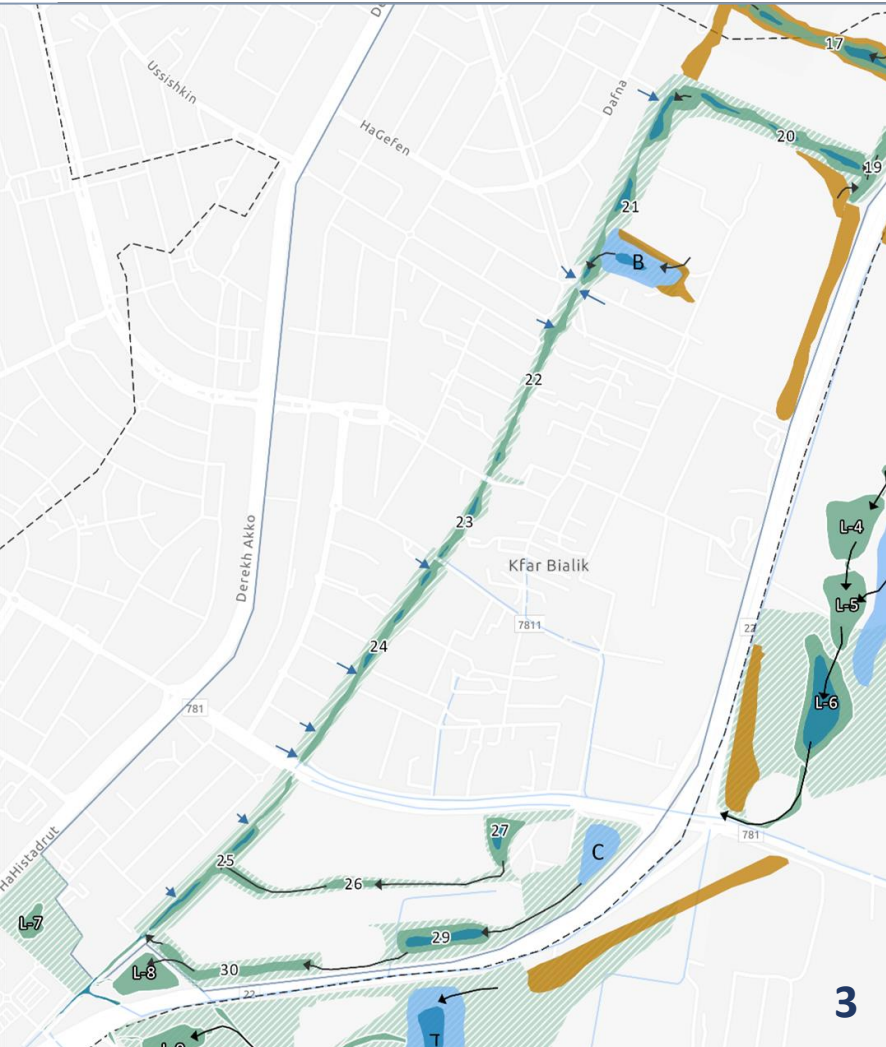 17
Ussishkin
Dafna
HaGefen
20
19
21
B
22
L-4
23
Kfar Bialik
Derekh Akko
L-5
7811
22
24
L-6
781
781
27
25
C
HaHistadrut
26
L-7
29
L-8
30
22
3